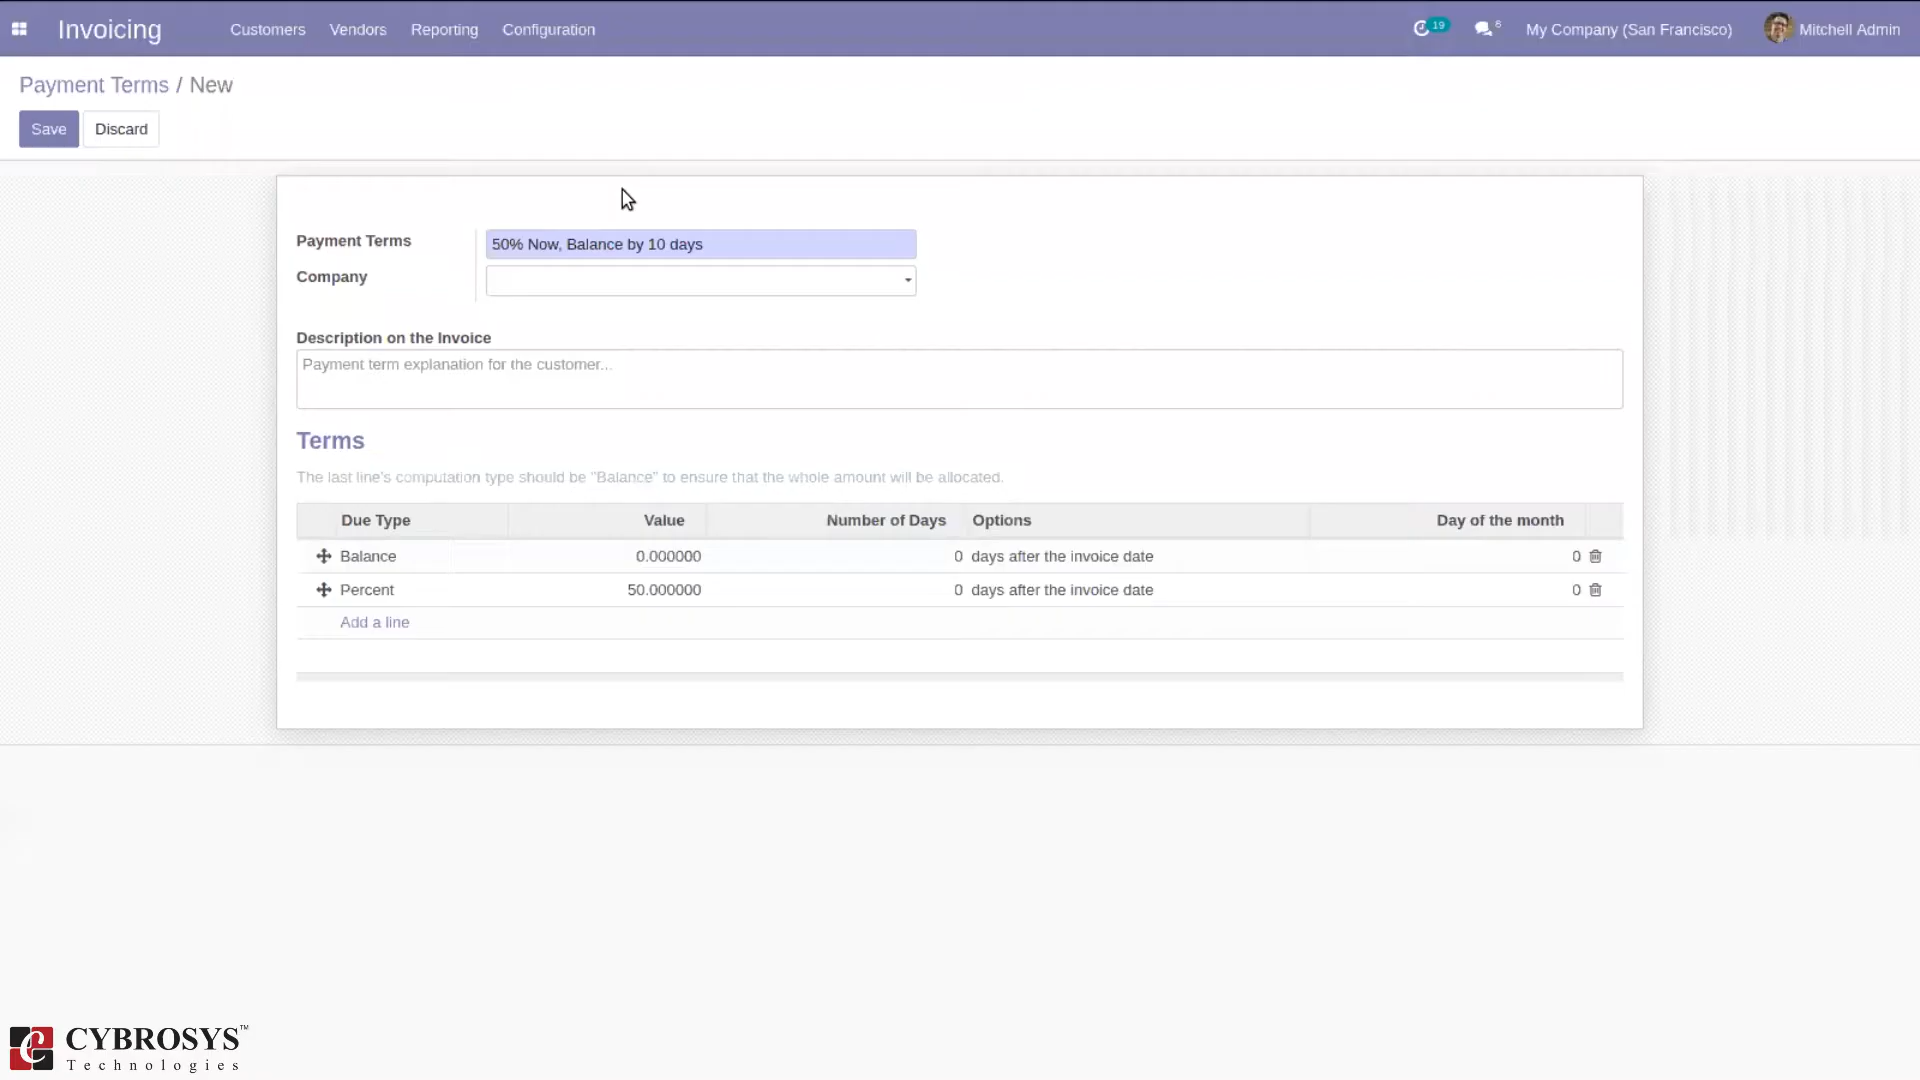 Invoicing Customers Vendors Reporting Configuration 19 6 My Company (San Francisco) Mitchell Admin
Payment Terms / New
Save Discard
Payment Terms 50% Now, Balance by 10 days
Company
Description on the Invoice
Payment term explanation for the customer...
Terms
The last line's computation type should be "Balance" to ensure that the whole amount will be allocated.
Due Type Value Number of Days Options Day of the month
Balance 0.000000 0 days after the invoice date 0
Percent 50.000000 0 days after the invoice date 0
Add a line
CYBROSYS™
Technologies